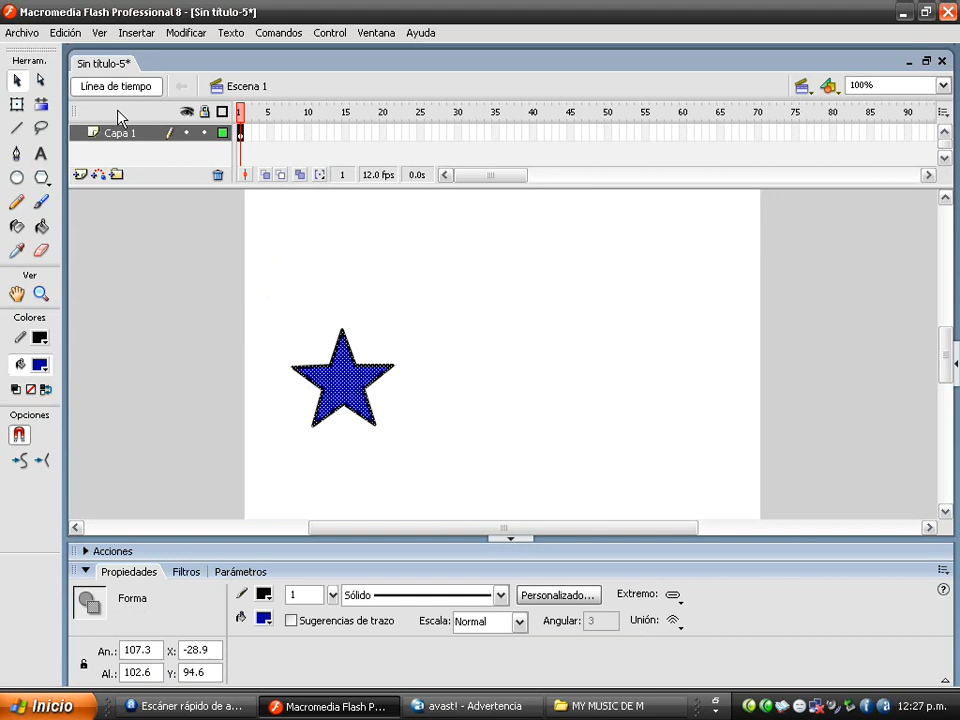 Macromedia Flash Professional 8 - [Sin título-5*]
Archivo Edición Ver Insertar Modificar Texto Comandos Control Ventana Ayuda
Herram.
Sin título-5*
Línea de tiempo Escena 1 100%
1 5 10 15 20 25 30 35 40 45 50 55 60 65 70 75 80 85 90
Capa 1
1 12.0 fps 0.0s
Ver
Colores
Opciones
Acciones
Propiedades Filtros Parámetros
Forma 1 Sólido Personalizado... Extremo:
Sugerencias de trazo Escala: Normal Angular: 3 Unión:
An.: 107.3 X: -28.9
Al.: 102.6 Y: 94.6
Inicio Escáner rápido de a... Macromedia Flash P... avast! - Advertencia MY MUSIC DE M 12:27 p.m.